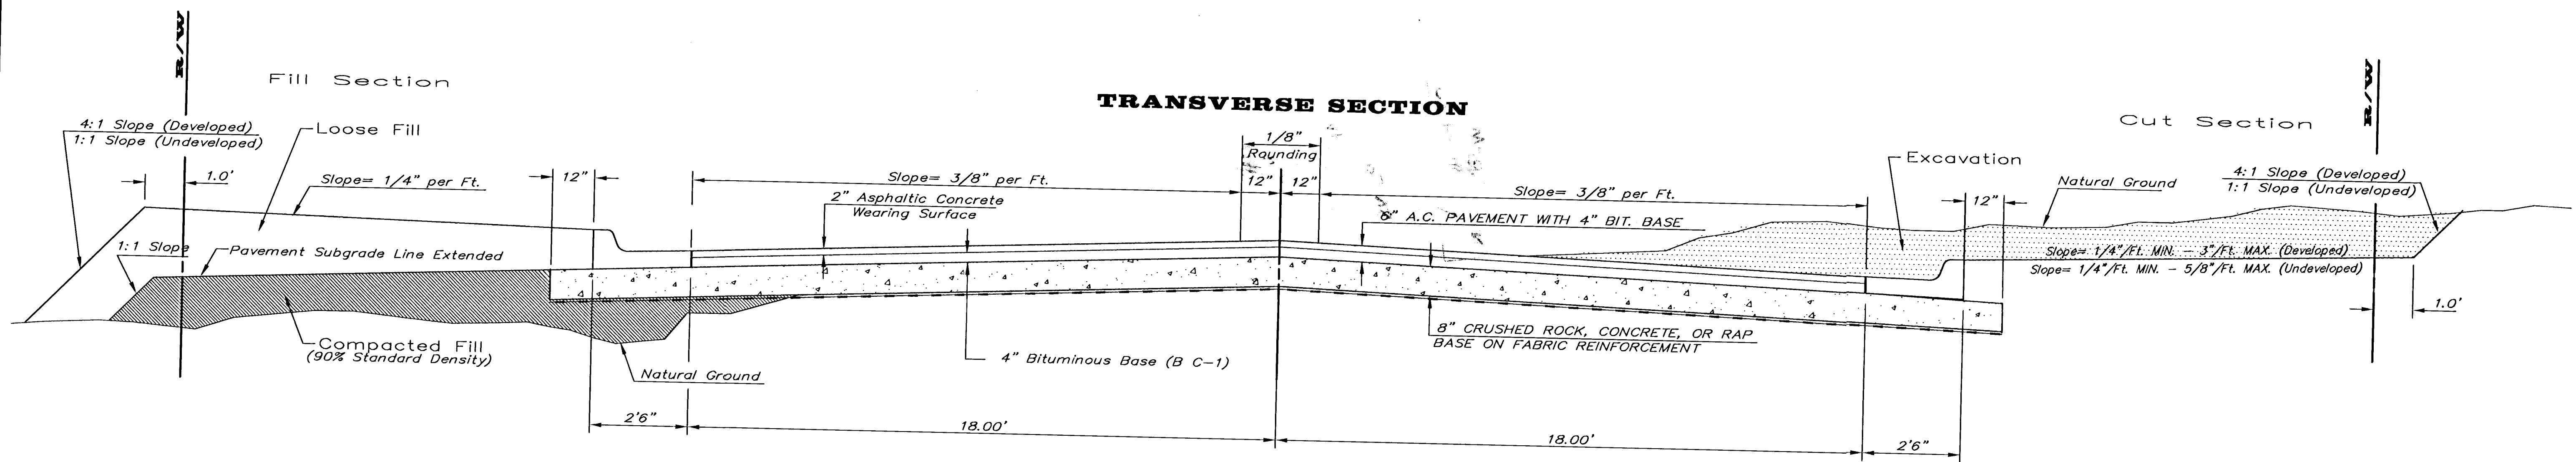 R/W
Fill Section
TRANSVERSE SECTION
R/W
Cut Section
4:1 Slope (Developed)
1:1 Slope (Undeveloped)
Loose Fill
1.0'
Slope= 1/4" per Ft.
12"
Slope= 3/8" per Ft.
1/8"
Rounding
12"
12"
Slope= 3/8" per Ft.
Excavation
Natural Ground
4:1 Slope (Developed)
1:1 Slope (Undeveloped)
12"
2" Asphaltic Concrete
Wearing Surface
6" A.C. PAVEMENT WITH 4" BIT. BASE
1:1 Slope
Pavement Subgrade Line Extended
Slope= 1/4"/Ft. MIN. - 3"/Ft. MAX. (Developed)
Slope= 1/4"/Ft. MIN. - 5/8"/Ft. MAX. (Undeveloped)
1.0'
Compacted Fill
(90% Standard Density)
Natural Ground
4" Bituminous Base (B C-1)
8" CRUSHED ROCK, CONCRETE, OR RAP
BASE ON FABRIC REINFORCEMENT
2'6"
18.00'
18.00'
2'6"